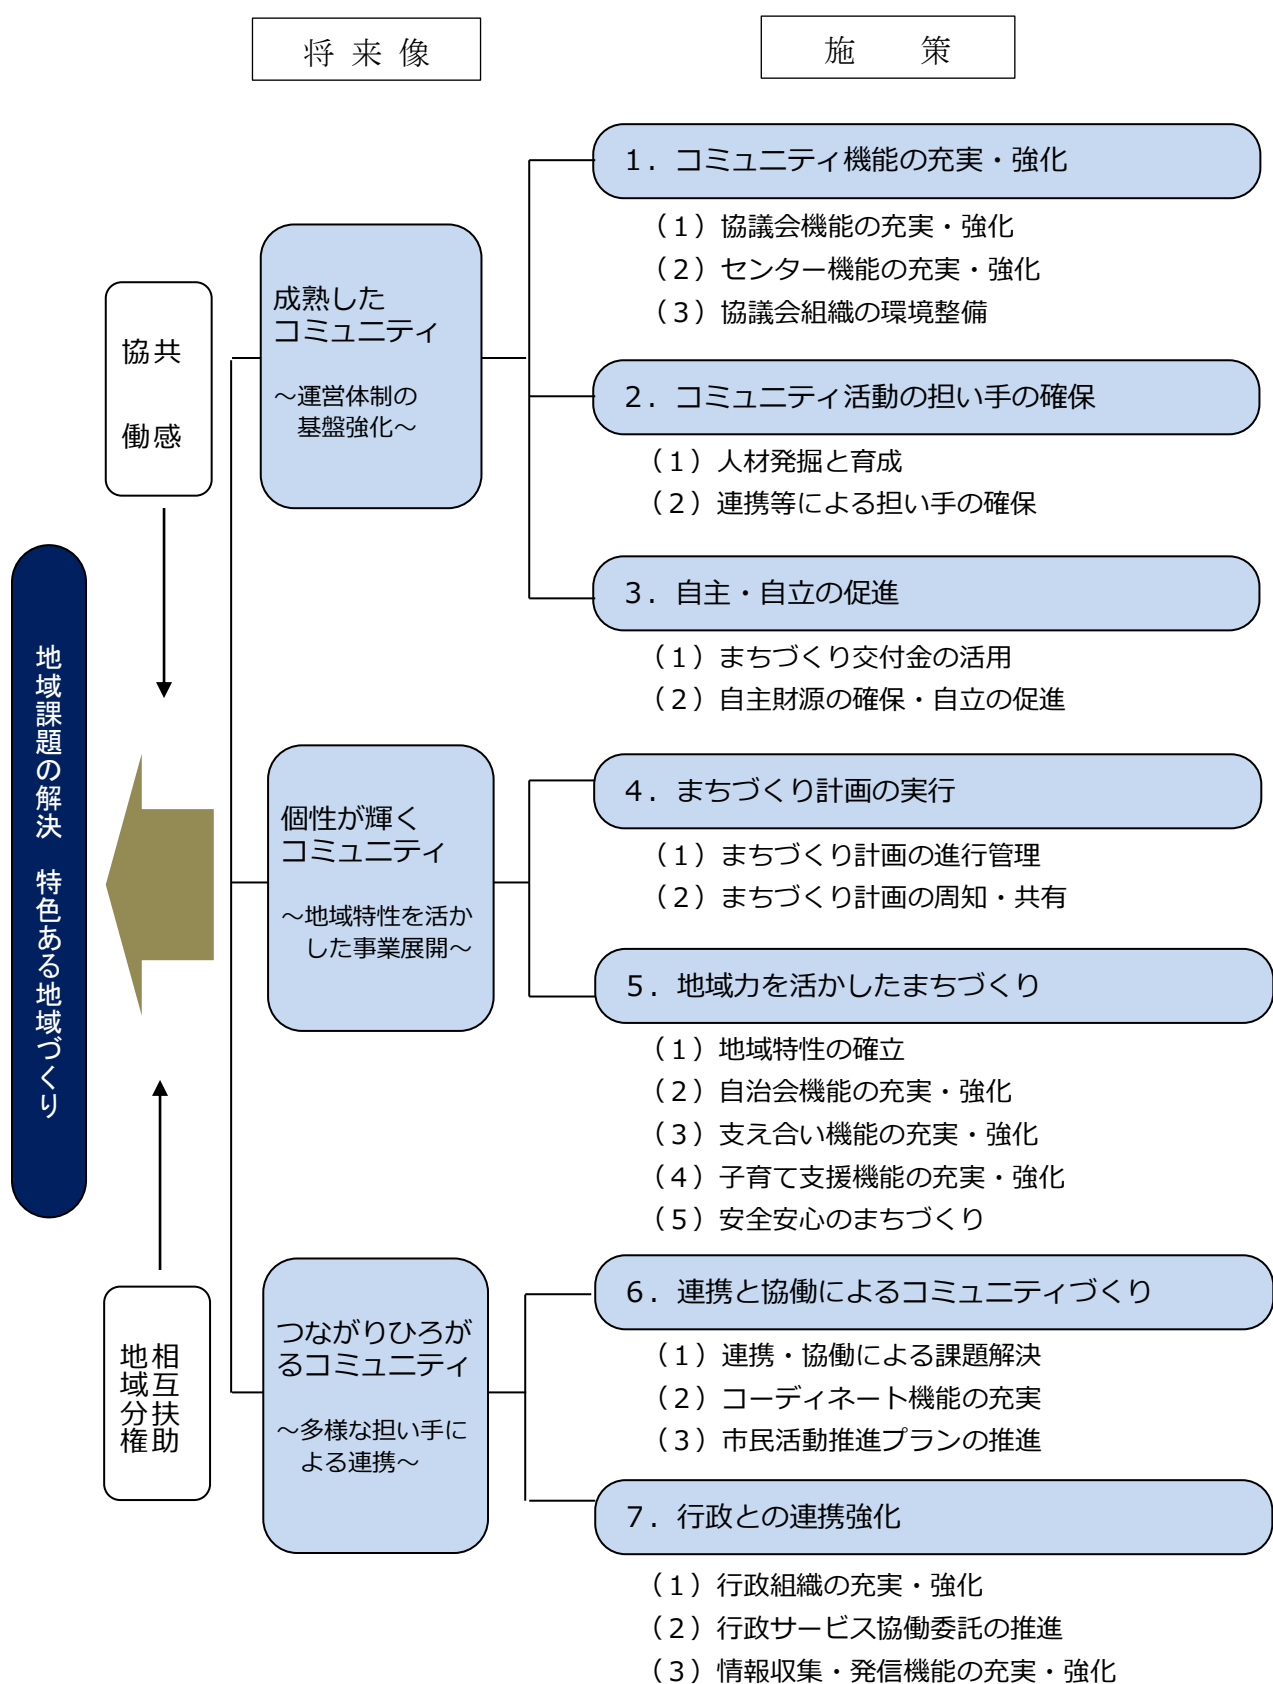 将来像
施　策
1．コミュニティ機能の充実・強化
（1）協議会機能の充実・強化
（2）センター機能の充実・強化
（3）協議会組織の環境整備
成熟した
コミュニティ
～運営体制の
基盤強化～
共感
協働
2．コミュニティ活動の担い手の確保
（1）人材発掘と育成
（2）連携等による担い手の確保
3．自主・自立の促進
（1）まちづくり交付金の活用
（2）自主財源の確保・自立の促進
地域課題の解決　特色ある地域づくり
個性が輝く
コミュニティ
～地域特性を活か
した事業展開～
4．まちづくり計画の実行
（1）まちづくり計画の進行管理
（2）まちづくり計画の周知・共有
5．地域力を活かしたまちづくり
（1）地域特性の確立
（2）自治会機能の充実・強化
（3）支え合い機能の充実・強化
（4）子育て支援機能の充実・強化
（5）安全安心のまちづくり
相互扶助
地域分権
つながりひろが
るコミュニティ
～多様な担い手に
よる連携～
6．連携と協働によるコミュニティづくり
（1）連携・協働による課題解決
（2）コーディネート機能の充実
（3）市民活動推進プランの推進
7．行政との連携強化
（1）行政組織の充実・強化
（2）行政サービス協働委託の推進
（3）情報収集・発信機能の充実・強化